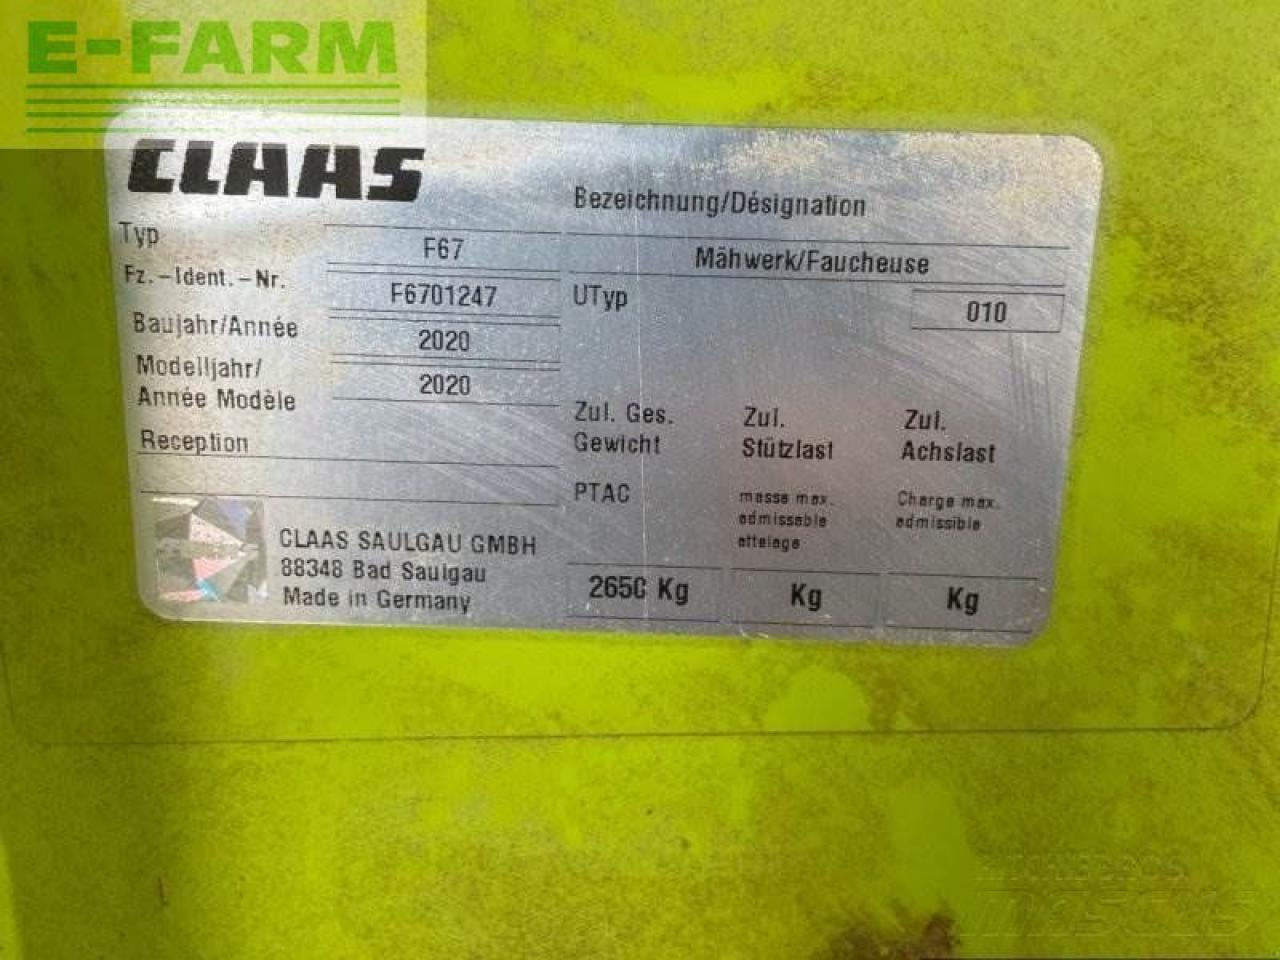 E-FARM
CLAAS
Bezeichnung/Désignation
Typ F67
Mähwerk/Faucheuse
Fz.-Ident.-Nr. F6701247
UTyp 010
Baujahr/Année 2020
Modelljahr/
Année Modèle 2020
Reception
Zul. Ges.
Gewicht
PTAC
2650 Kg
Zul.
Stützlast
masse max.
admissable
attelage
Kg
Zul.
Achslast
Charge max.
admissible
Kg
CLAAS SAULGAU GMBH
88348 Bad Saulgau
Made in Germany